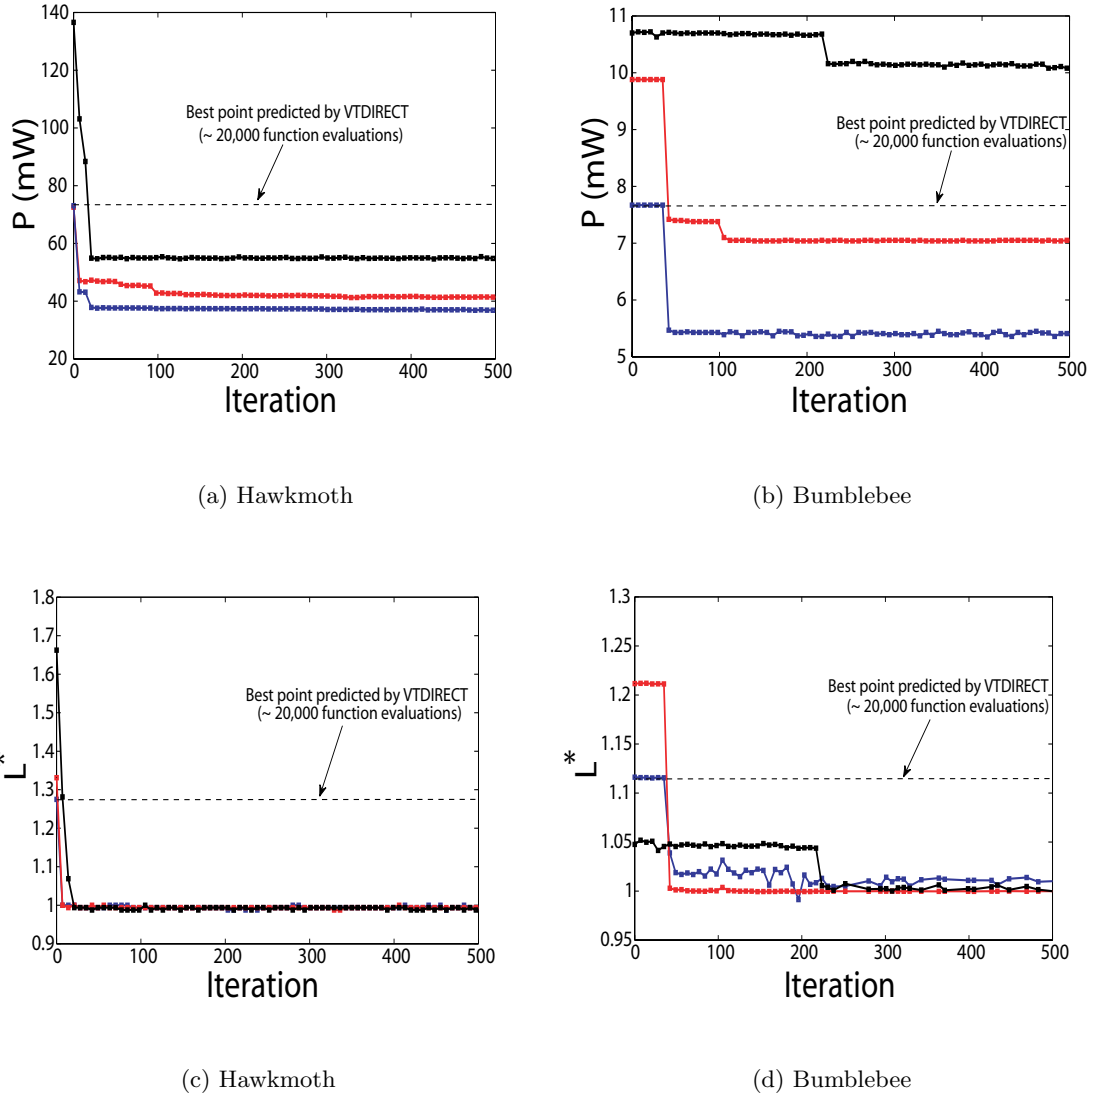 140
120
100
80
60
40
20
P (mW)
Best point predicted by VTDIRECT
(~ 20,000 function evaluations)
0
100
200
300
400
500
Iteration
(a) Hawkmoth
11
10
9
8
7
6
5
P (mW)
Best point predicted by VTDIRECT
(~ 20,000 function evaluations)
0
100
200
300
400
500
Iteration
(b) Bumblebee
1.8
1.7
1.6
1.5
1.4
1.3
1.2
1.1
1
0.9
L*
Best point predicted by VTDIRECT
(~ 20,000 function evaluations)
0
100
200
300
400
500
Iteration
(c) Hawkmoth
1.3
1.25
1.2
1.15
1.1
1.05
1
0.95
L*
Best point predicted by VTDIRECT
(~ 20,000 function evaluations)
0
100
200
300
400
500
Iteration
(d) Bumblebee